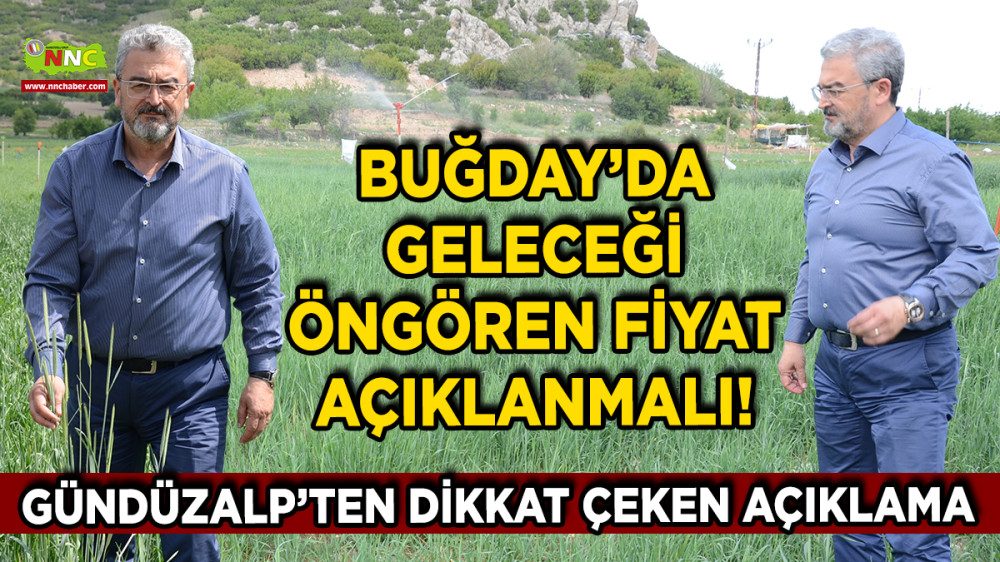 NNC
www.nnchaber.com
BUĞDAY’DA
GELECEĞİ
ÖNGÖREN FİYAT
AÇIKLANMALI!
GÜNDÜZALP’TEN DİKKAT ÇEKEN AÇIKLAMA